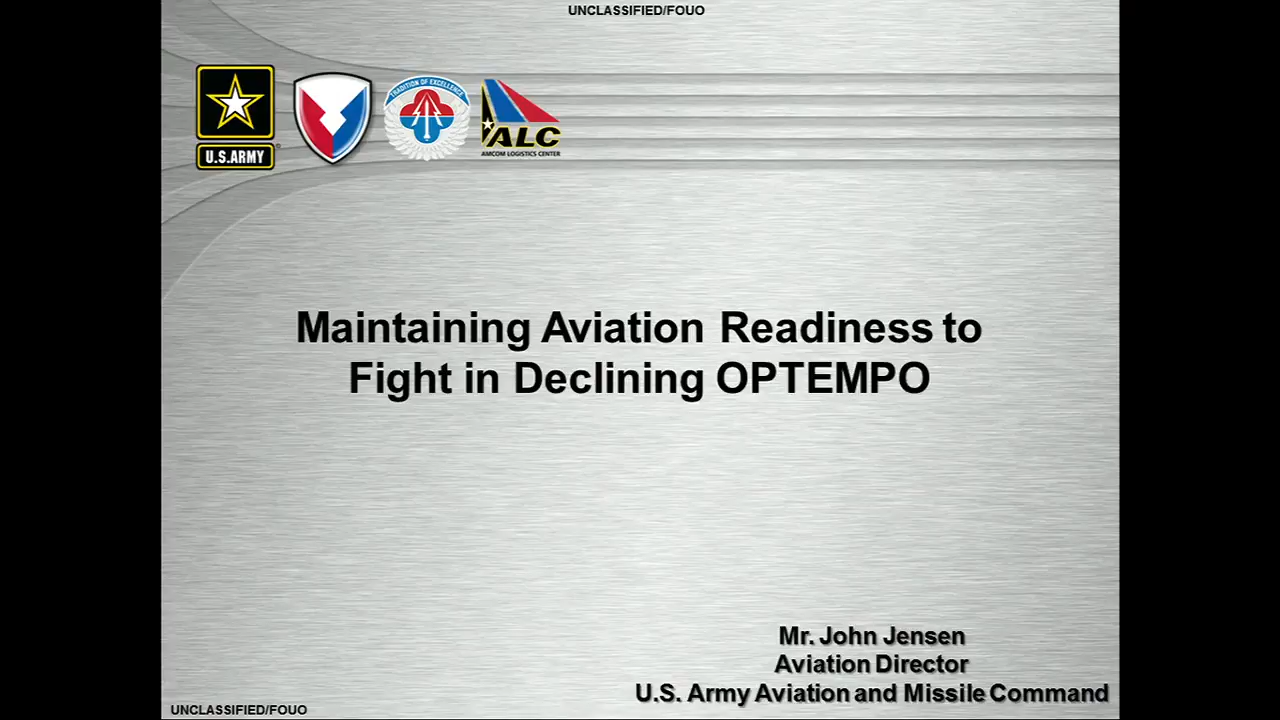 UNCLASSIFIED/FOUO
TRADITION OF EXCELLENCE
U.S.ARMY
ALC
AMCOM LOGISTICS CENTER
Maintaining Aviation Readiness to
Fight in Declining OPTEMPO
Mr. John Jensen
Aviation Director
U.S. Army Aviation and Missile Command
UNCLASSIFIED/FOUO